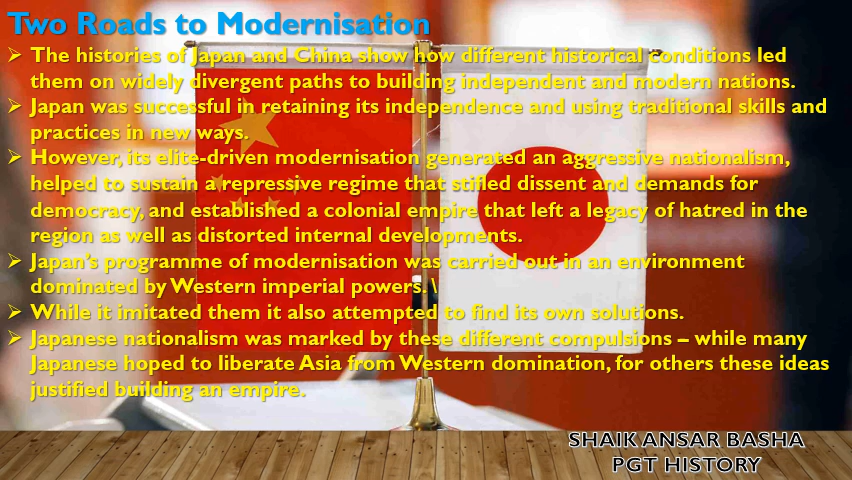 Two Roads to Modernisation
➢ The histories of Japan and China show how different historical conditions led
them on widely divergent paths to building independent and modern nations.
➢ Japan was successful in retaining its independence and using traditional skills and
practices in new ways.
➢ However, its elite-driven modernisation generated an aggressive nationalism,
helped to sustain a repressive regime that stifled dissent and demands for
democracy, and established a colonial empire that left a legacy of hatred in the
region as well as distorted internal developments.
➢ Japan's programme of modernisation was carried out in an environment
dominated by Western imperial powers. \
➢ While it imitated them it also attempted to find its own solutions.
➢ Japanese nationalism was marked by these different compulsions – while many
Japanese hoped to liberate Asia from Western domination, for others these ideas
justified building an empire.
SHAIK ANSAR BASHA
PGT HISTORY